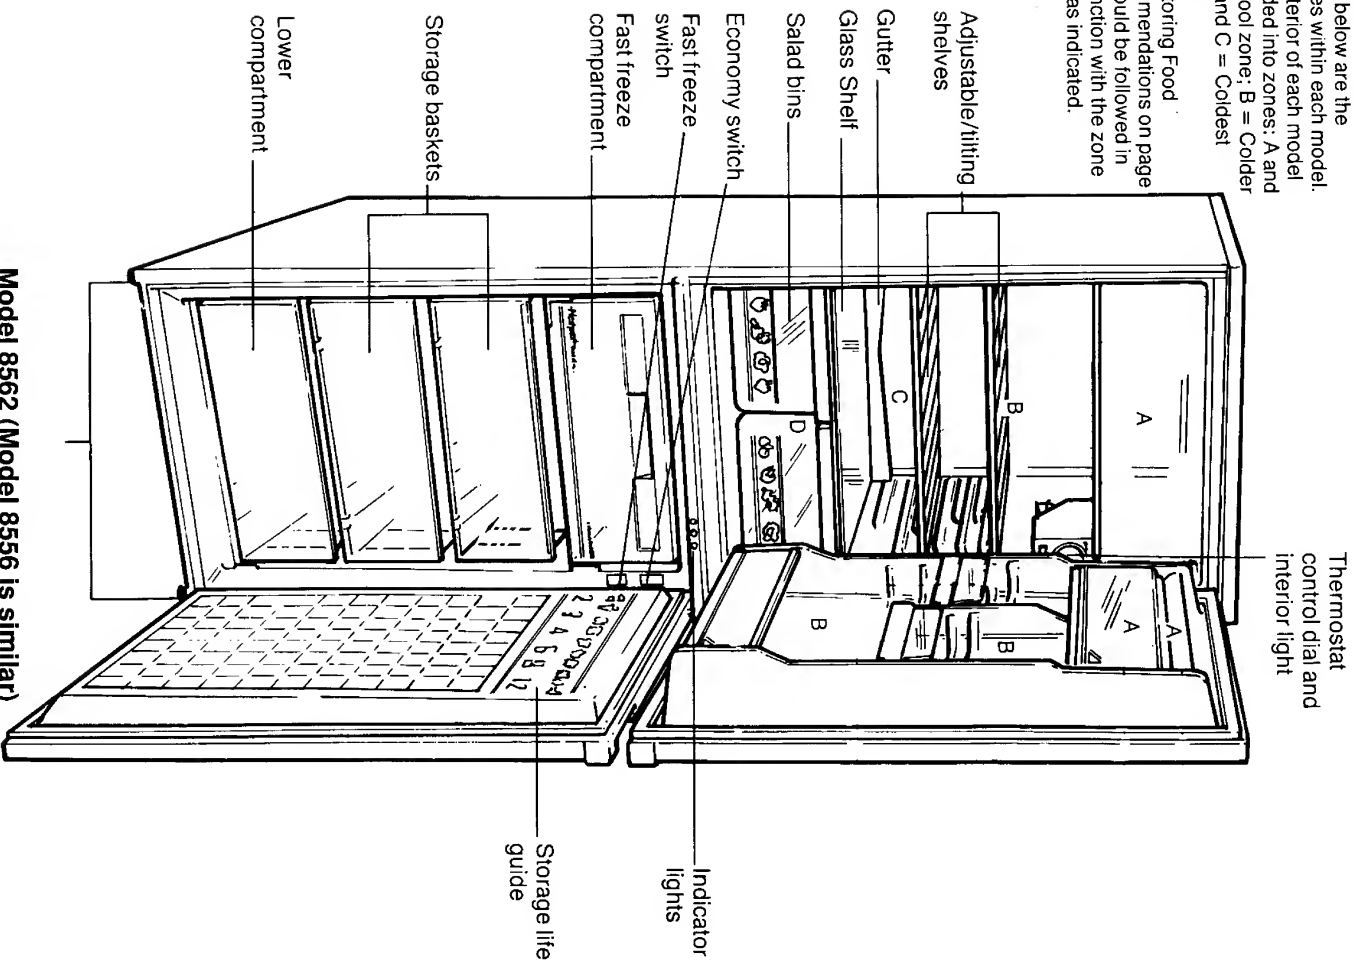 below are the
es within each model.
terior of each model
ded into zones: A and
ool zone; B = Colder
and C = Coldest
toring Food
mendations on page
ould be followed in
nction with the zone
as indicated.
Thermostat
control dial and
interior light
Adjustable/tilting
shelves
Gutter
Glass Shelf
Salad bins
Economy switch
Fast freeze
switch
Fast freeze
compartment
Storage baskets
Lower
compartment
Indicator
lights
Storage life
guide
A
B
C
D
A
A
B
B
Hotpoint
2 3 4 6 8 12
Model 8562 (Model 8556 is similar)